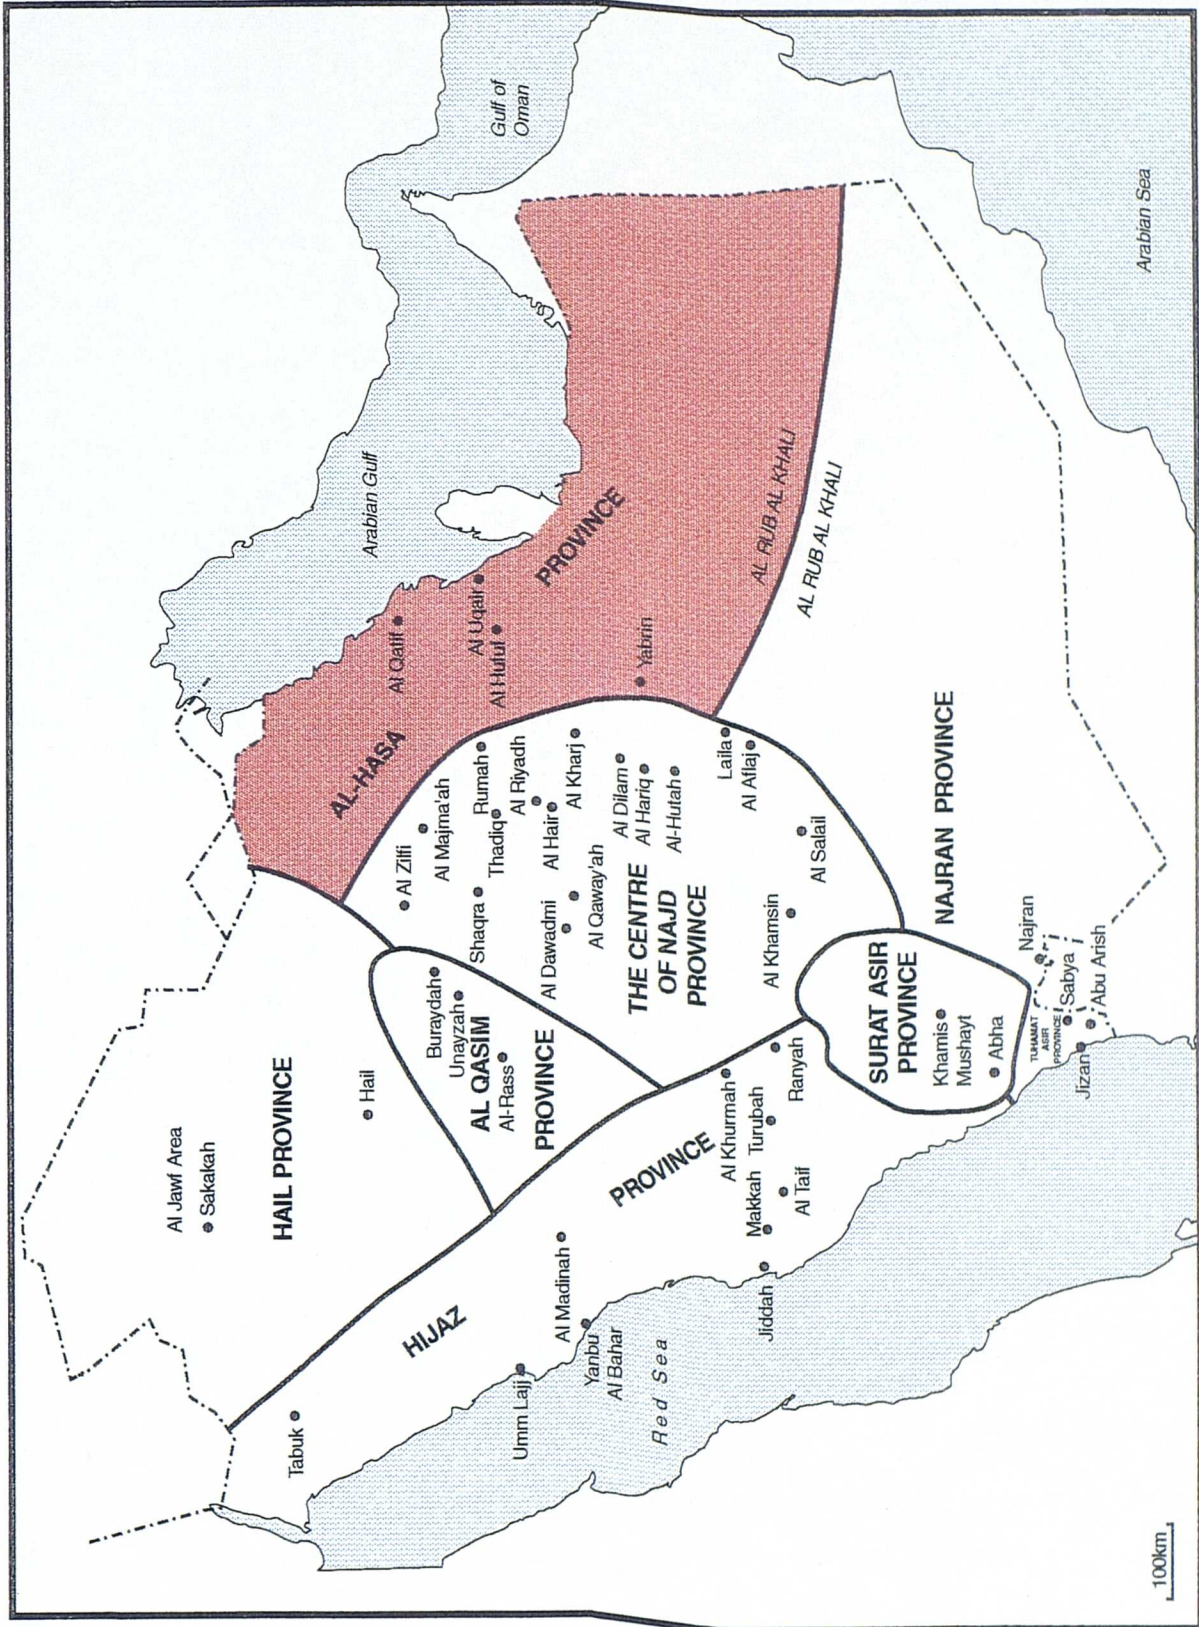 Gulf of
Oman
Arabian Sea
Arabian Gulf
AL-HASA
PROVINCE
Al Qatif
Al Uqair
Al Hufuf
Yabrin
AL RUB AL KHALI
AL RUB AL KHALI
NAJRAN PROVINCE
Najran
HAIL PROVINCE
Al Jawf Area
Sakakah
Hail
AL QASIM
PROVINCE
Buraydah
Unayzah
Al-Rass
THE CENTRE
OF NAJD
PROVINCE
Al Zilfi
Al Majma'ah
Rumah
Thadiq
Al Riyadh
Al Hair
Al Kharj
Shaqra
Al Dawadmi
Al Qaway'ah
Al Dilam
Al Hariq
Al-Hutah
Laila
Al Aflaj
Al Salail
Al Khamsin
SURAT ASIR
PROVINCE
Khamis
Mushayt
Abha
TUHAMAT
ASIR
PROVINCE
Sabya
Abu Arish
Jizan
HIJAZ
PROVINCE
Tabuk
Umm Lajj
Al Madinah
Yanbu
Al Bahar
Jiddah
Makkah
Al Taif
Turubah
Al Khurmah
Ranyah
Red Sea
100km